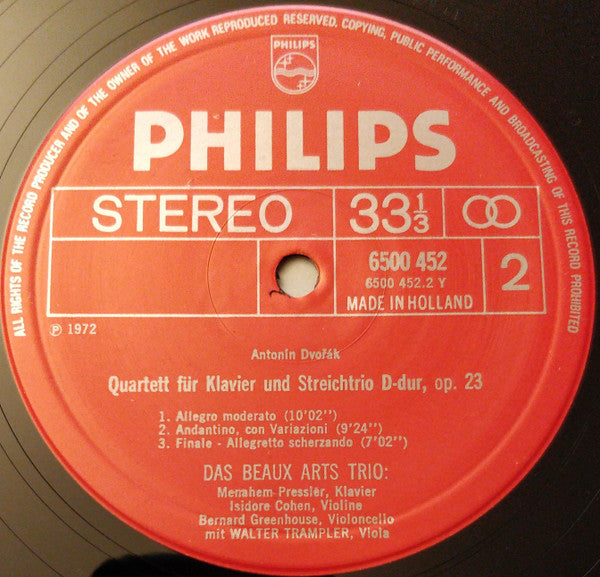 ALL RIGHTS OF THE RECORD PRODUCER AND OF THE OWNER OF THE WORK REPRODUCED RESERVED. COPYING, PUBLIC PERFORMANCE AND BROADCASTING OF THIS RECORD PROHIBITED
PHILIPS
PHILIPS
STEREO
33⅓
6500 452
6500 452.2 Y
MADE IN HOLLAND
2
℗ 1972
Antonín Dvořák
Quartett für Klavier und Streichtrio D-dur, op. 23
1. Allegro moderato (10'02'')
2. Andantino, con Variazioni (9'24'')
3. Finale - Allegretto scherzando (7'02'')
DAS BEAUX ARTS TRIO:
Menahem Pressler, Klavier
Isidore Cohen, Violine
Bernard Greenhouse, Violoncello
mit WALTER TRAMPLER, Viola